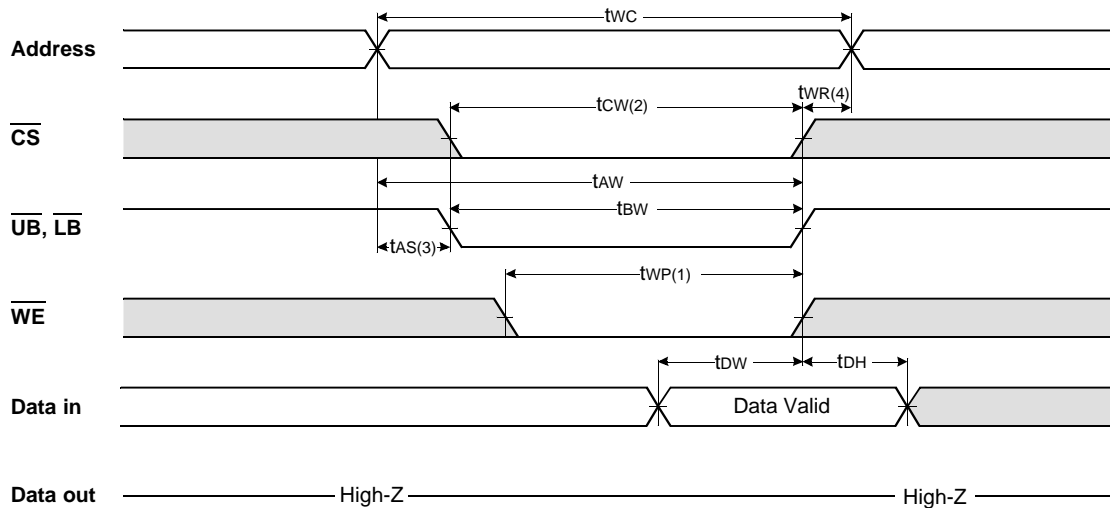 tWC
Address
tCW(2)
tWR(4)
CS
tAW
tBW
UB, LB
tAS(3)
tWP(1)
WE
tDW
tDH
Data in
Data Valid
Data out
High-Z
High-Z